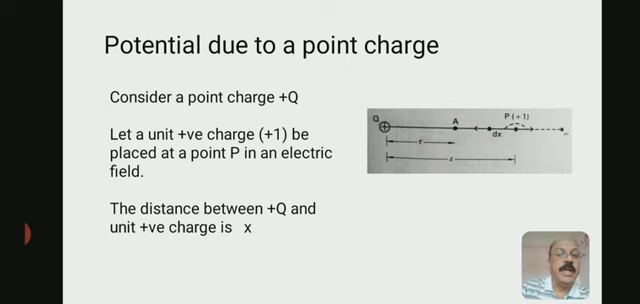 Potential due to a point charge
Consider a point charge +Q
Let a unit +ve charge (+1) be
placed at a point P in an electric
field.
The distance between +Q and
unit +ve charge is x
Q
A
P (+1)
dx
∞
r
x